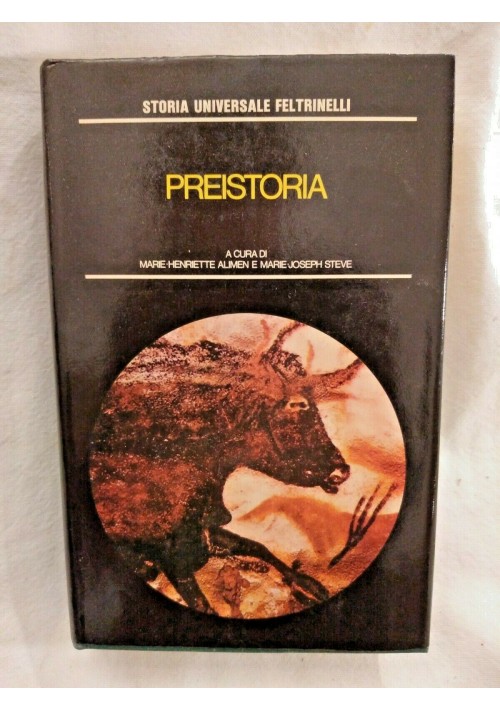 STORIA UNIVERSALE FELTRINELLI
PREISTORIA
A CURA DI
MARIE-HENRIETTE ALIMEN E MARIE-JOSEPH STEVE